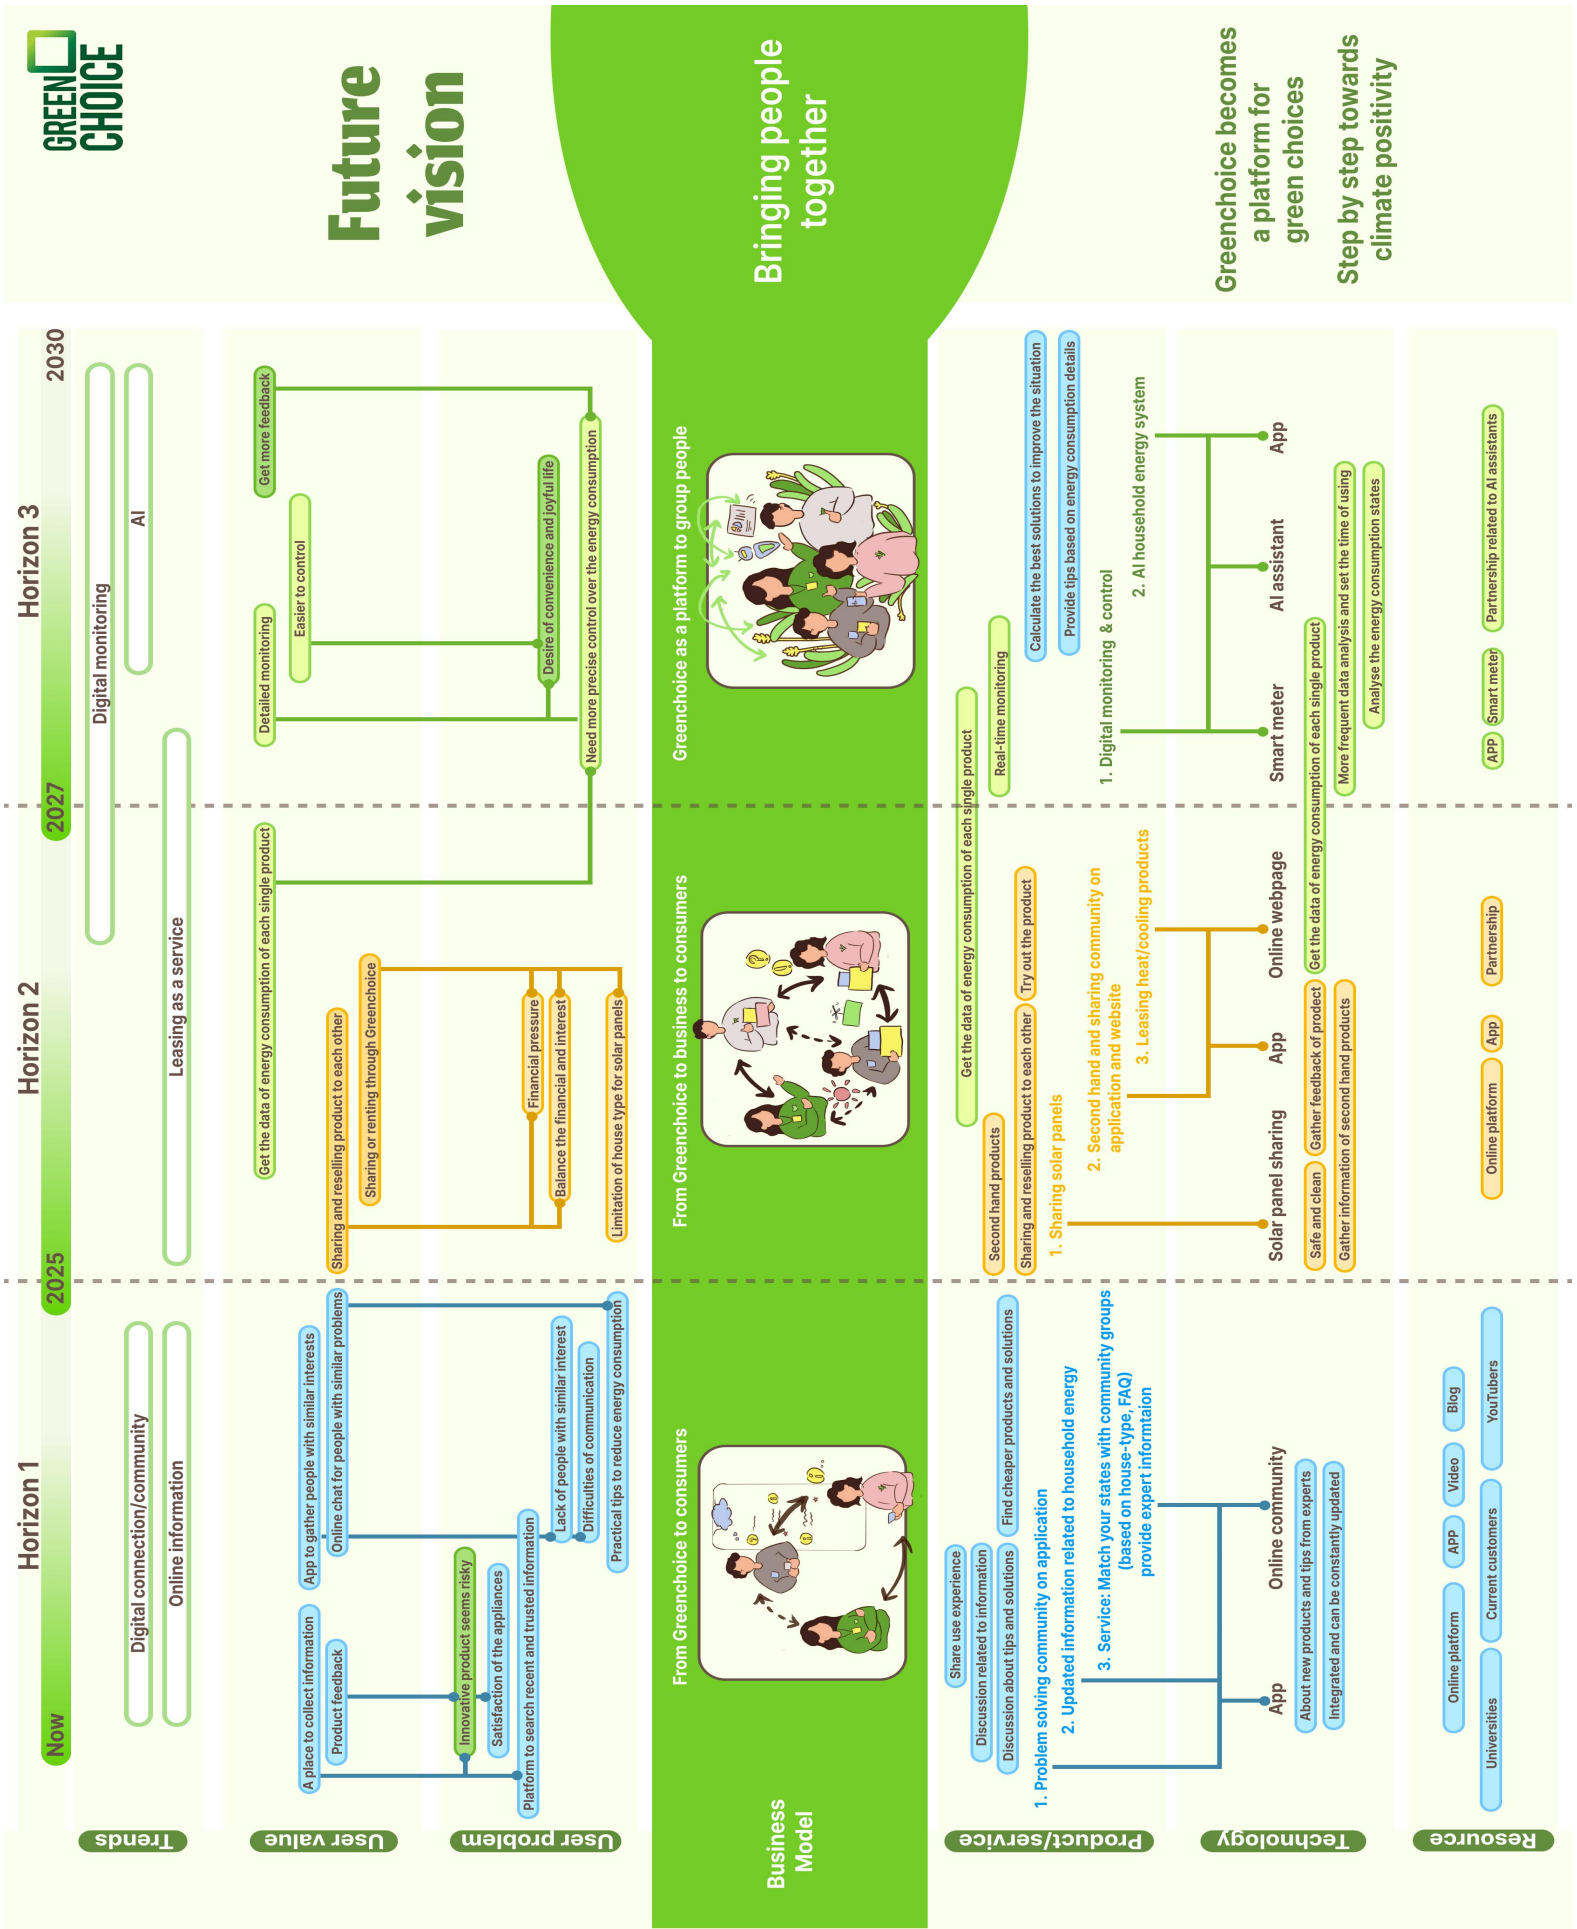 GREEN
CHOICE
Future
vision
Bringing people
together
Greenchoice becomes
a platform for
green choices
Step by step towards
climate positivity
Now
Horizon 1
2025
Horizon 2
2027
Horizon 3
2030
Trends
Digital connection/community
Online information
Leasing as a service
Digital monitoring
AI
User value
A place to collect information
Product feedback
App to gather people with similar interests
Online chat for people with similar problems
Get the data of energy consumption of each single product
Sharing and reselling product to each other
Sharing or renting through Greenchoice
Detailed monitoring
Easier to control
Get more feedback
User problem
Innovative product seems risky
Satisfaction of the appliances
Platform to search recent and trusted information
Lack of people with similar interest
Difficulties of communication
Practical tips to reduce energy consumption
Financial pressure
Balance the financial and interest
Limitation of house type for solar panels
Desire of convenience and joyful life
Need more precise control over the energy consumption
Business
Model
From Greenchoice to consumers
From Greenchoice to business to consumers
Greenchoice as a platform to group people
Product/service
Share use experience
Discussion related to information
Discussion about tips and solutions
Find cheaper products and solutions
1. Problem solving community on application
2. Updated information related to household energy
3. Service: Match your states with community groups
(based on house-type, FAQ)
provide expert informtaion
Get the data of energy consumption of each single product
Second hand products
Sharing and reselling product to each other
Try out the product
1. Sharing solar panels
2. Second hand and sharing community on
application and website
3. Leasing heat/cooling products
Real-time monitoring
Calculate the best solutions to improve the situation
Provide tips based on energy consumption details
1. Digital monitoring & control
2. AI household energy system
Technology
App
Online community
About new products and tips from experts
Integrated and can be constantly updated
Solar panel sharing
App
Online webpage
Safe and clean
Gather feedback of prodect
Gather information of second hand products
Get the data of energy consumption of each single product
Smart meter
AI assistant
App
More frequent data analysis and set the time of using
Analyse the energy consumption states
Resource
Online platform
APP
Video
Blog
Universities
Current customers
YouTubers
Online platform
App
Partnership
APP
Smart meter
Partnership related to AI assistants